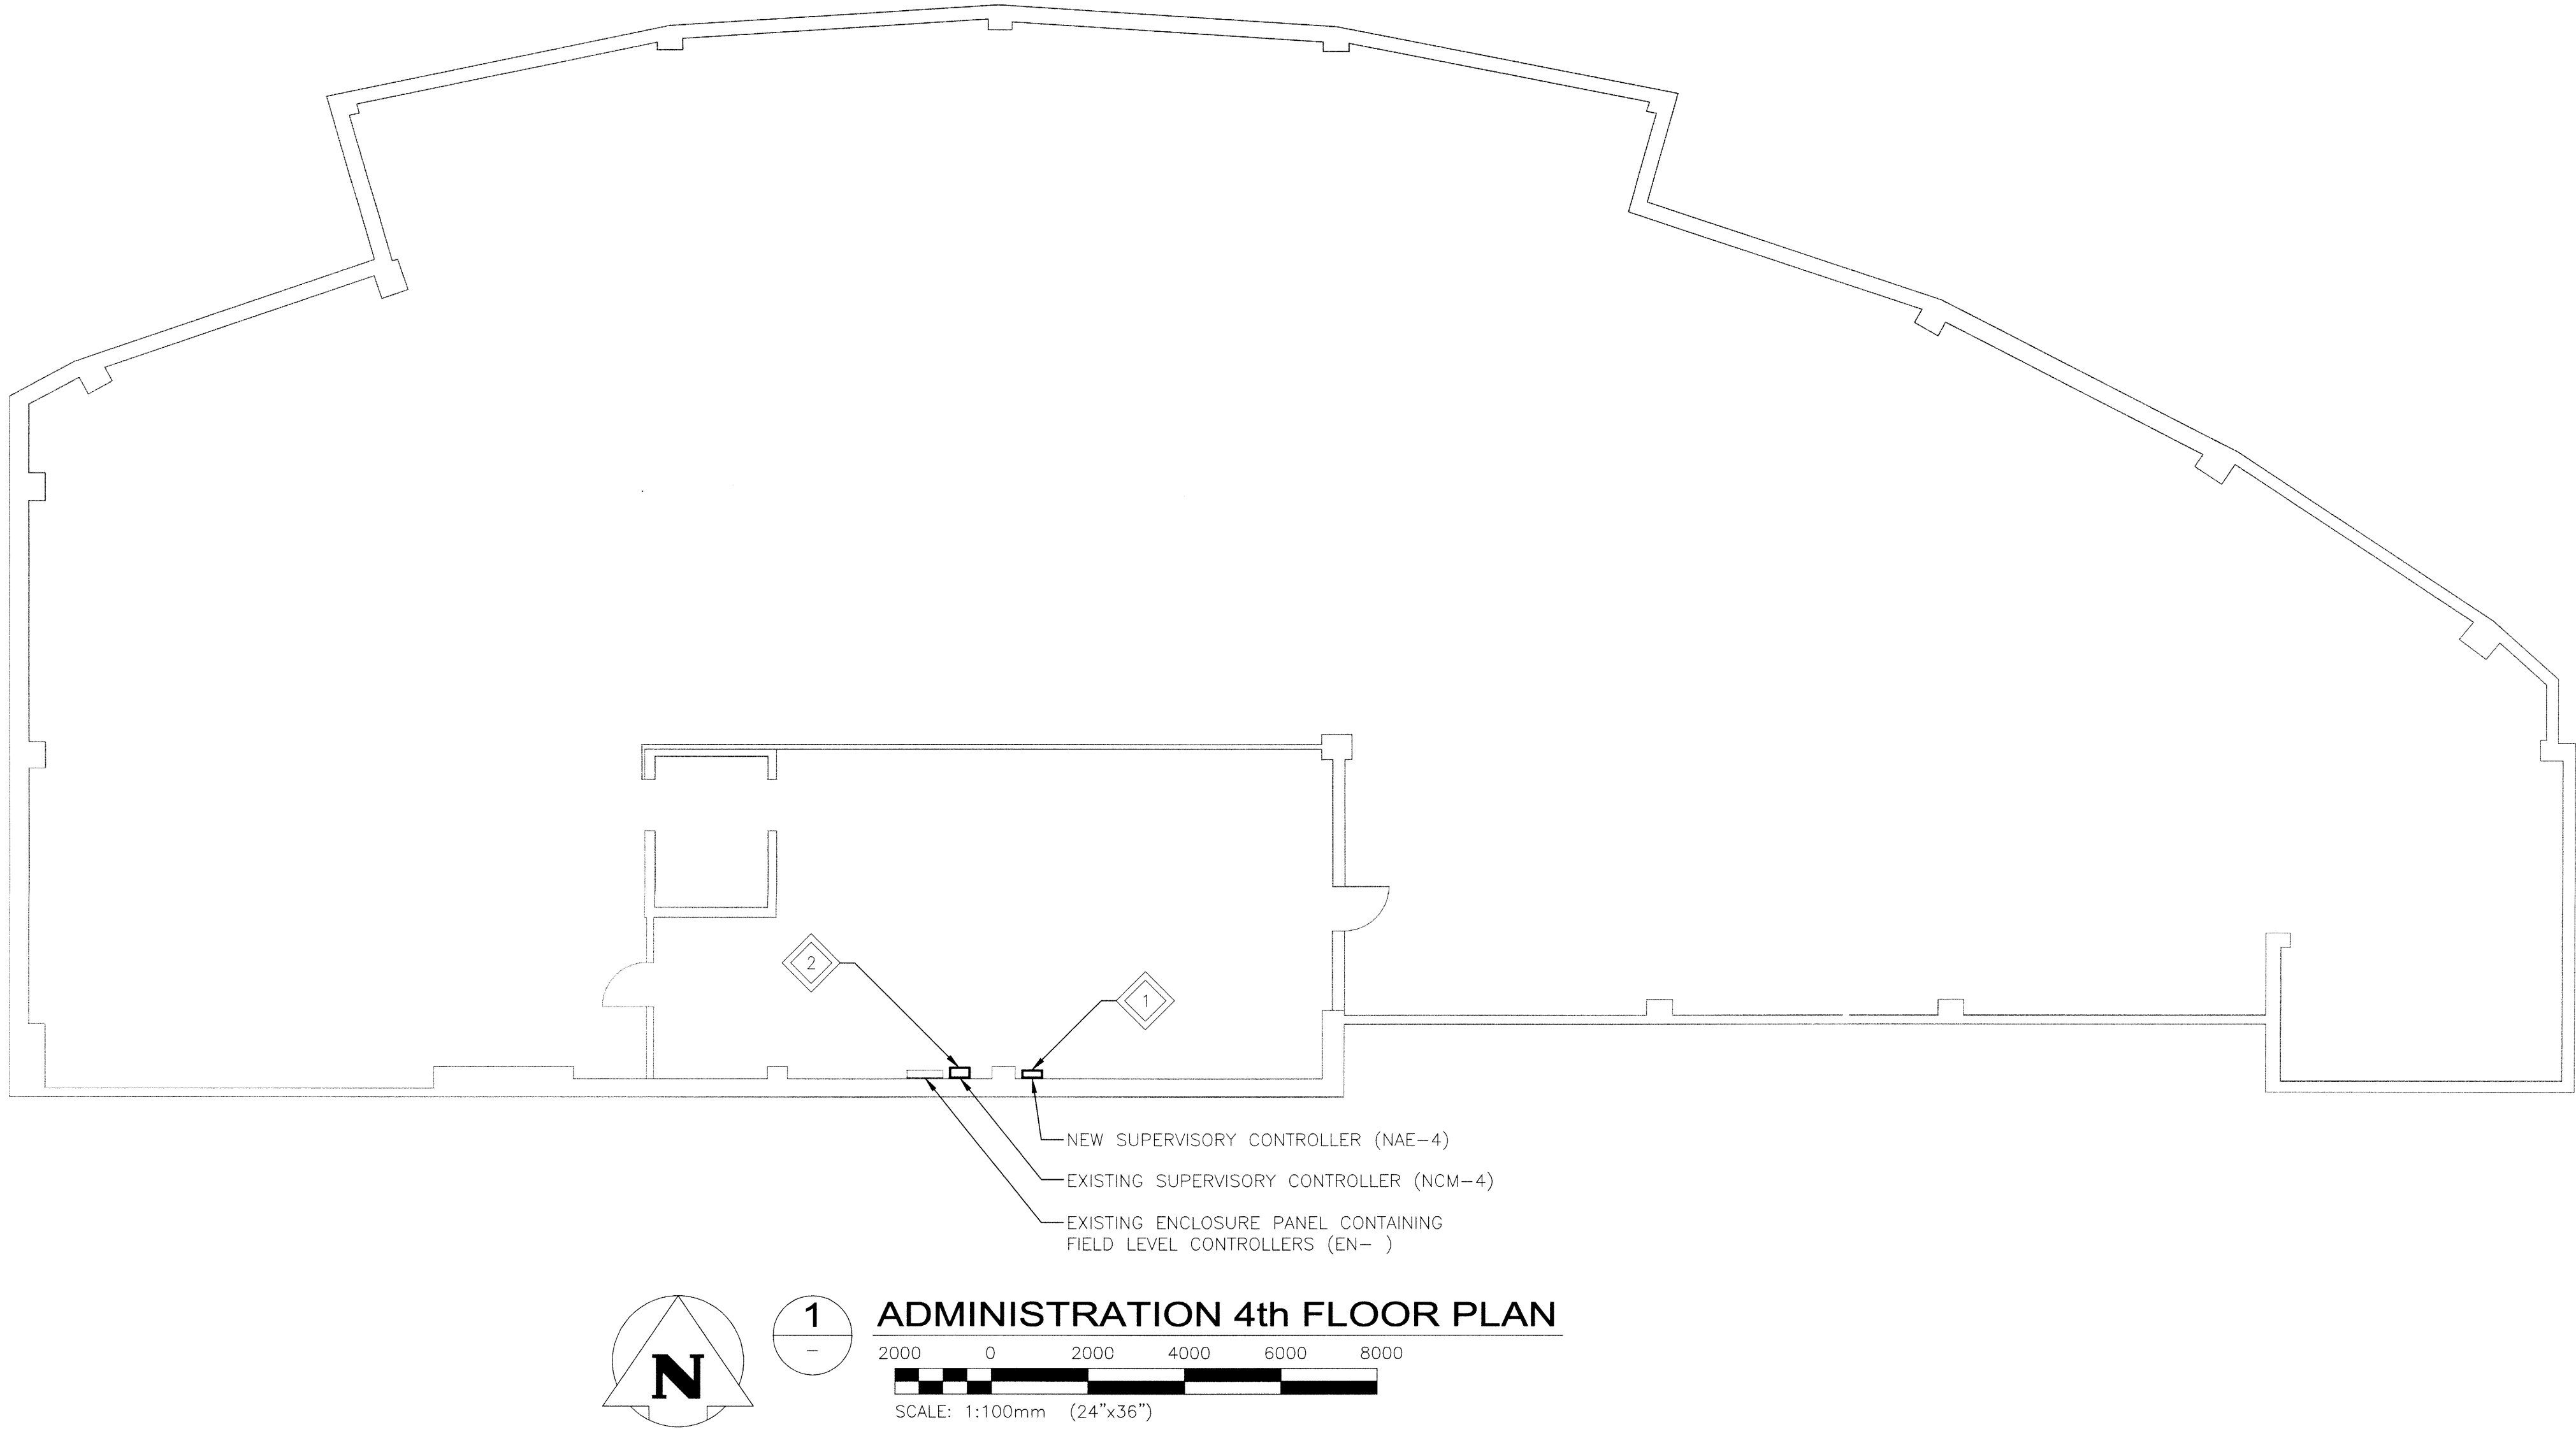 2
1
NEW SUPERVISORY CONTROLLER (NAE-4)
EXISTING SUPERVISORY CONTROLLER (NCM-4)
EXISTING ENCLOSURE PANEL CONTAINING
FIELD LEVEL CONTROLLERS (EN- )
N
1
-
ADMINISTRATION 4th FLOOR PLAN
2000 0 2000 4000 6000 8000
SCALE: 1:100mm (24"x36")